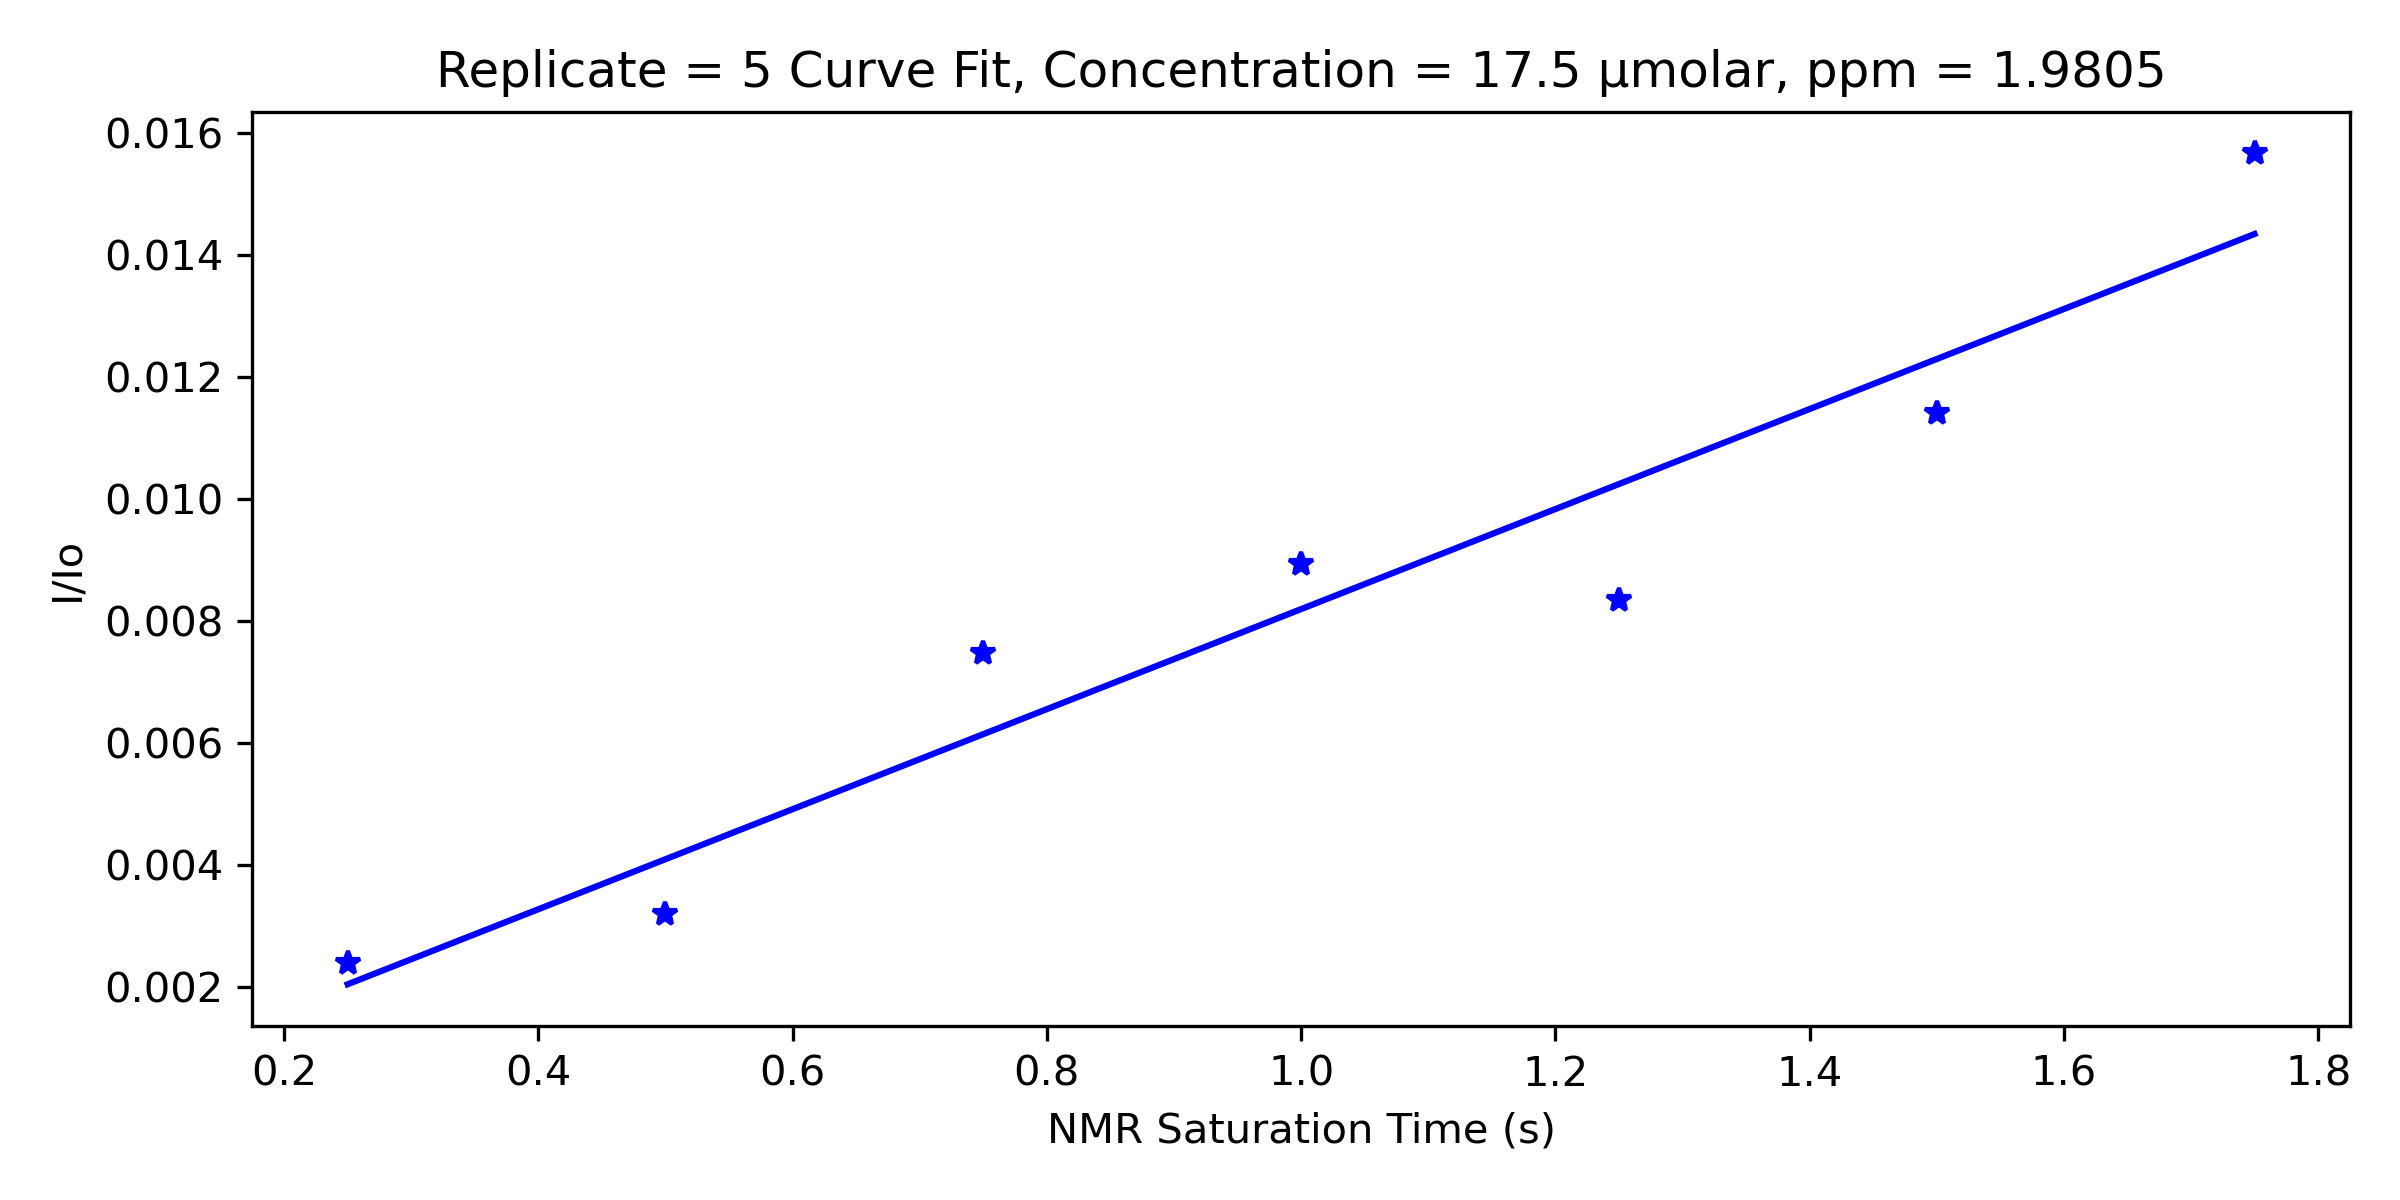 Replicate = 5 Curve Fit, Concentration = 17.5 μmolar, ppm = 1.9805
0.016
0.014
0.012
0.010
0.008
0.006
0.004
0.002
I/Io
0.2 0.4 0.6 0.8 1.0 1.2 1.4 1.6 1.8
NMR Saturation Time (s)